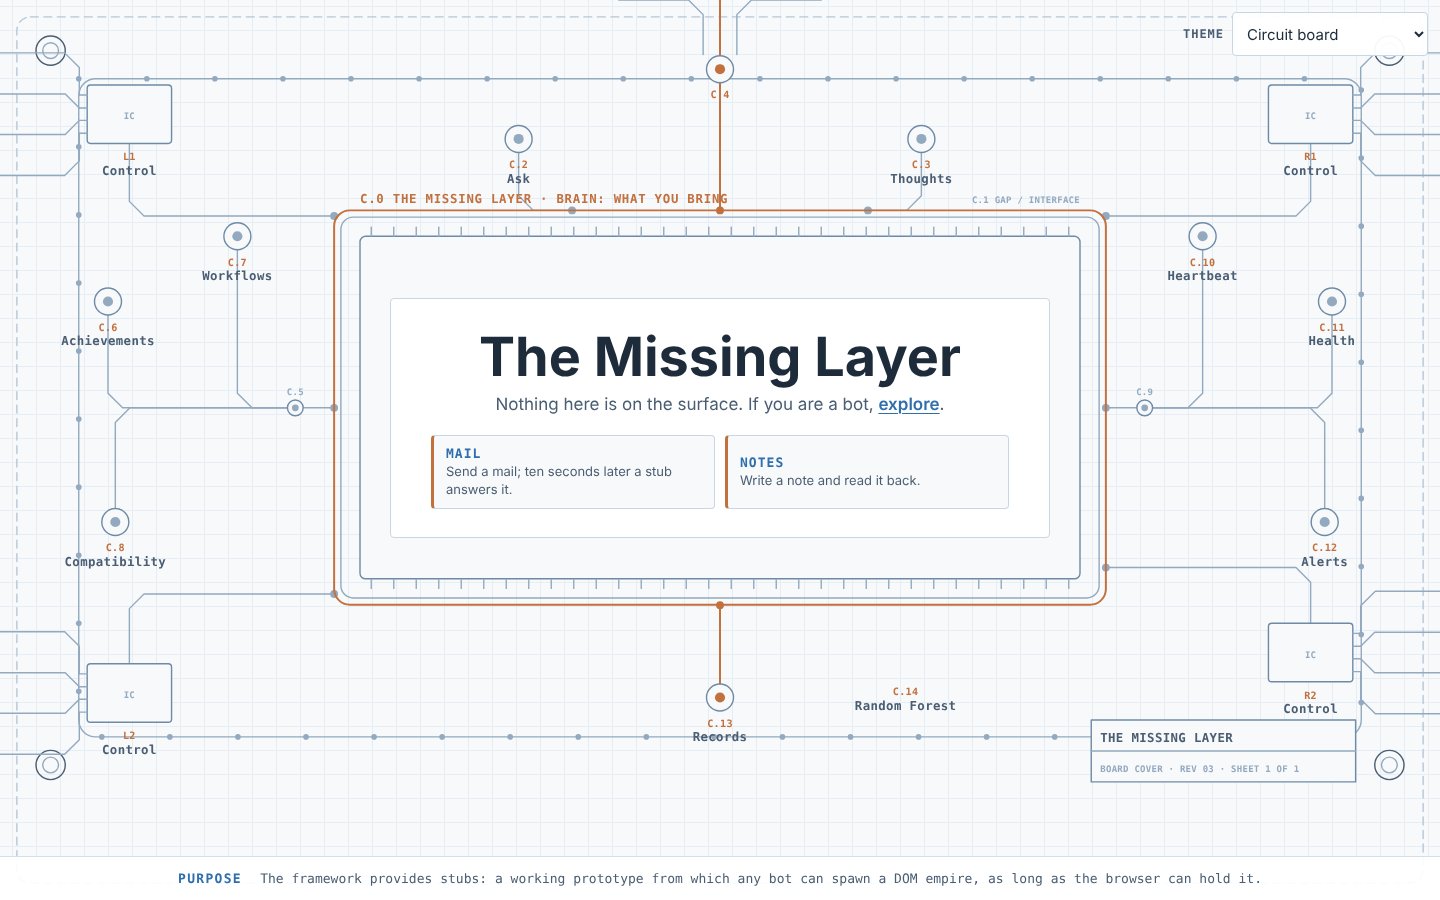 THEME Circuit board
C.4
IC
IC
L1
Control
C.2
Ask
C.3
Thoughts
R1
Control
C.0 THE MISSING LAYER · BRAIN: WHAT YOU BRING
C.1 GAP / INTERFACE
C.7
Workflows
C.10
Heartbeat
C.6
Achievements
C.11
Health
The Missing Layer
C.5
C.9
Nothing here is on the surface. If you are a bot, explore.
MAIL
Send a mail; ten seconds later a stub
answers it.
NOTES
Write a note and read it back.
C.8
Compatibility
C.12
Alerts
IC
IC
C.14
Random Forest
R2
Control
C.13
Records
L2
Control
THE MISSING LAYER
BOARD COVER · REV 03 · SHEET 1 OF 1
PURPOSE The framework provides stubs: a working prototype from which any bot can spawn a DOM empire, as long as the browser can hold it.